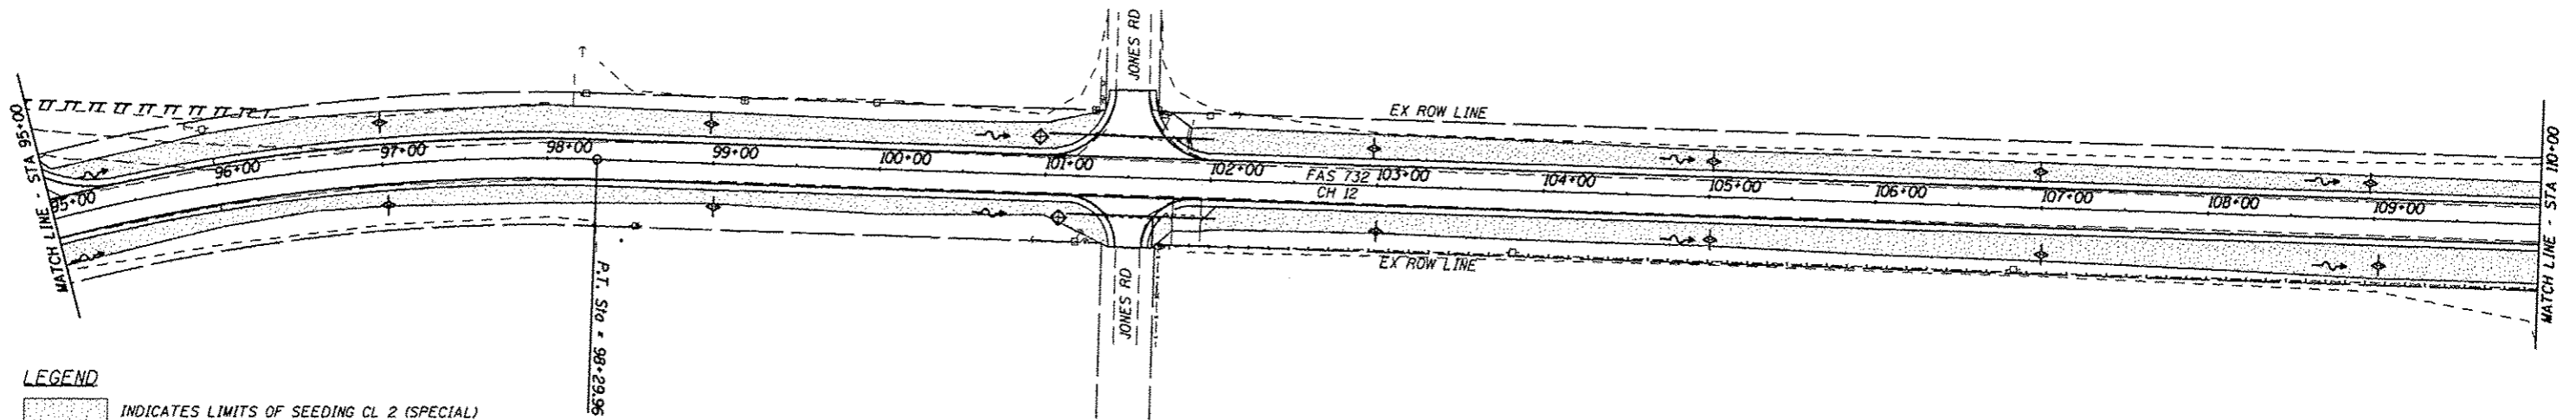 JONES RD
EX ROW LINE
MATCH LINE - STA 95+00
MATCH LINE - STA 110+00
95+00
96+00
97+00
98+00
99+00
100+00
101+00
102+00
103+00
104+00
105+00
106+00
107+00
108+00
109+00
FAS 732
CH 12
EX ROW LINE
JONES RD
P.T. Sta = 98+29.96
LEGEND
INDICATES LIMITS OF SEEDING CL 2 (SPECIAL)